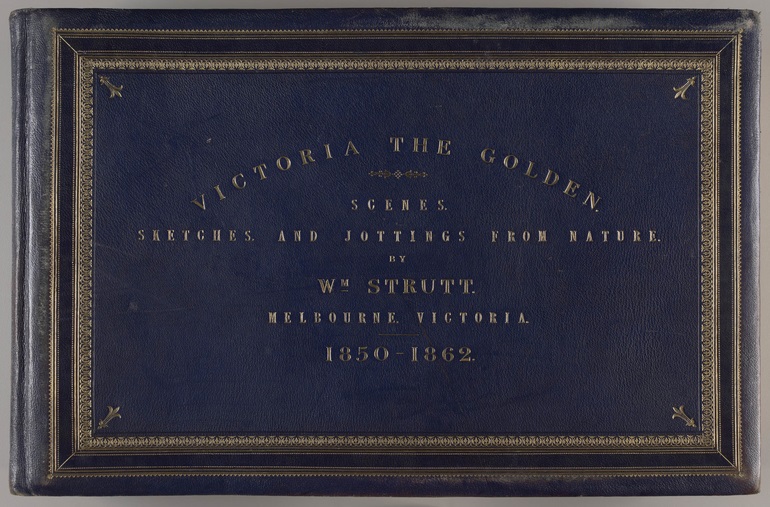 VICTORIA THE GOLDEN.
SCENES.
SKETCHES. AND JOTTINGS FROM NATURE.
BY
Wᴹ STRUTT.
MELBOURNE. VICTORIA.
1850-1862.